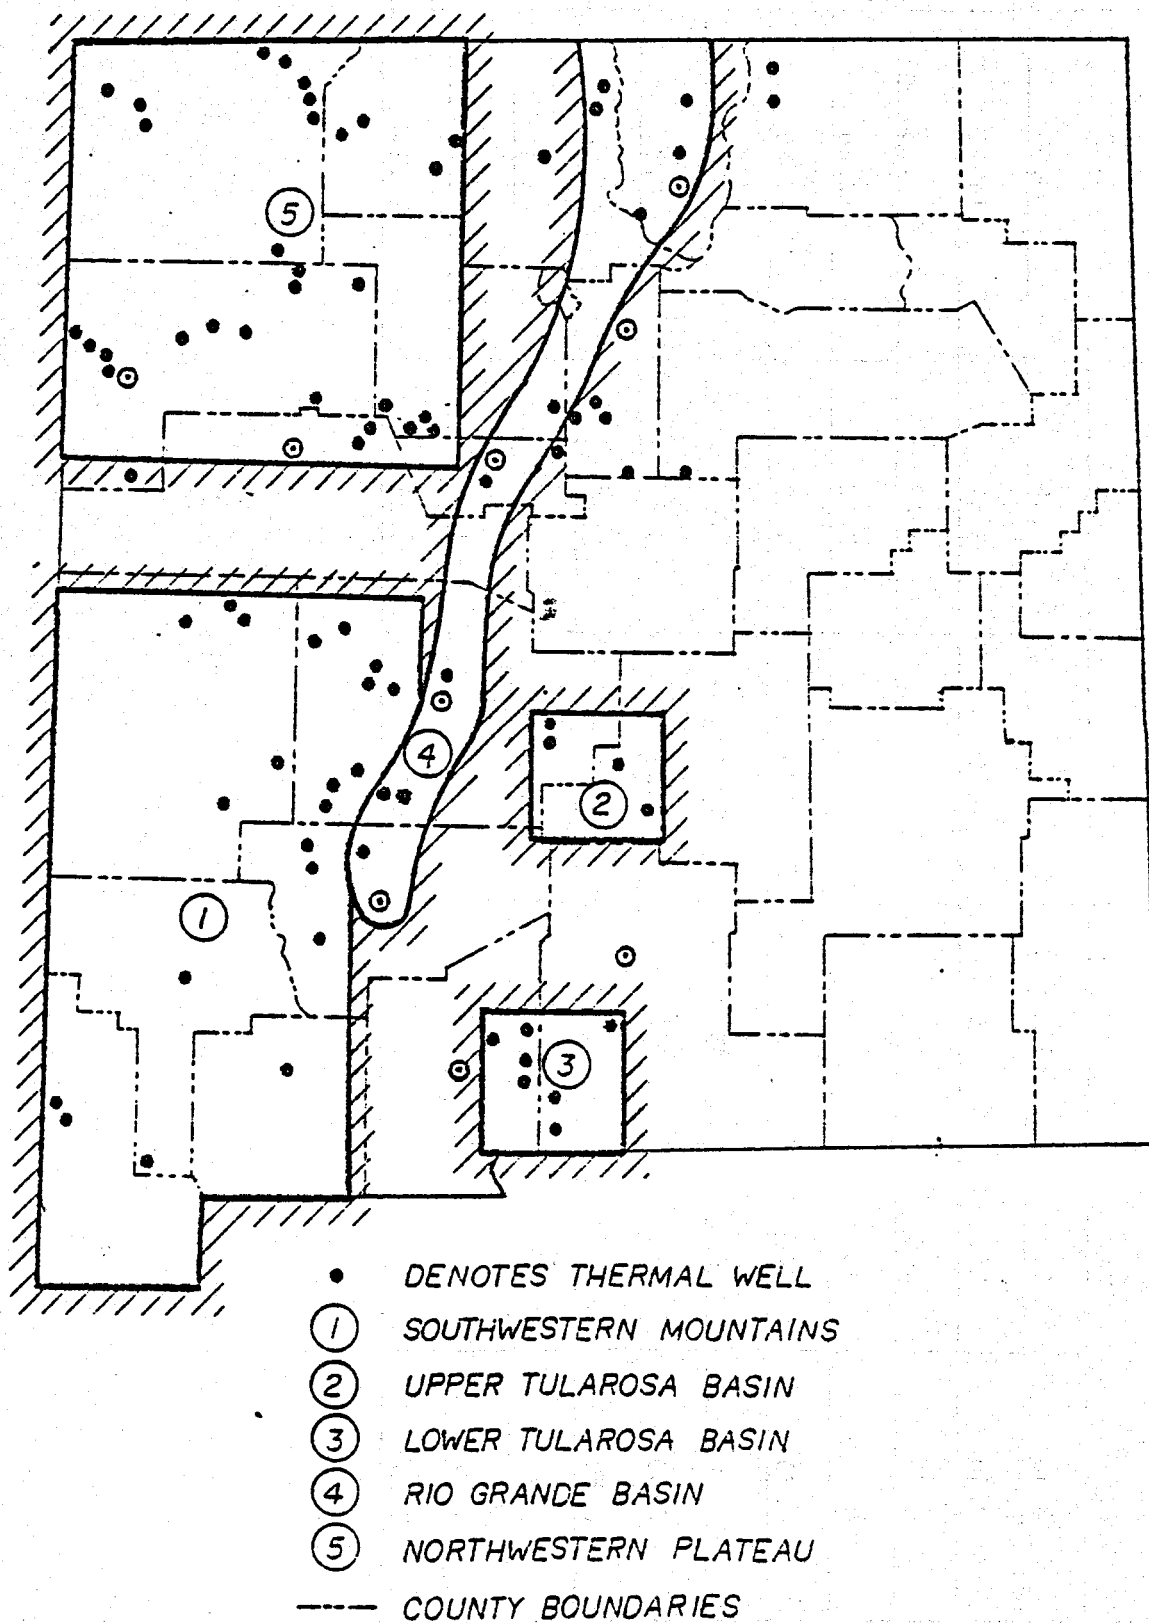 5
4
2
1
3
DENOTES THERMAL WELL
1 SOUTHWESTERN MOUNTAINS
2 UPPER TULAROSA BASIN
3 LOWER TULAROSA BASIN
4 RIO GRANDE BASIN
5 NORTHWESTERN PLATEAU
COUNTY BOUNDARIES